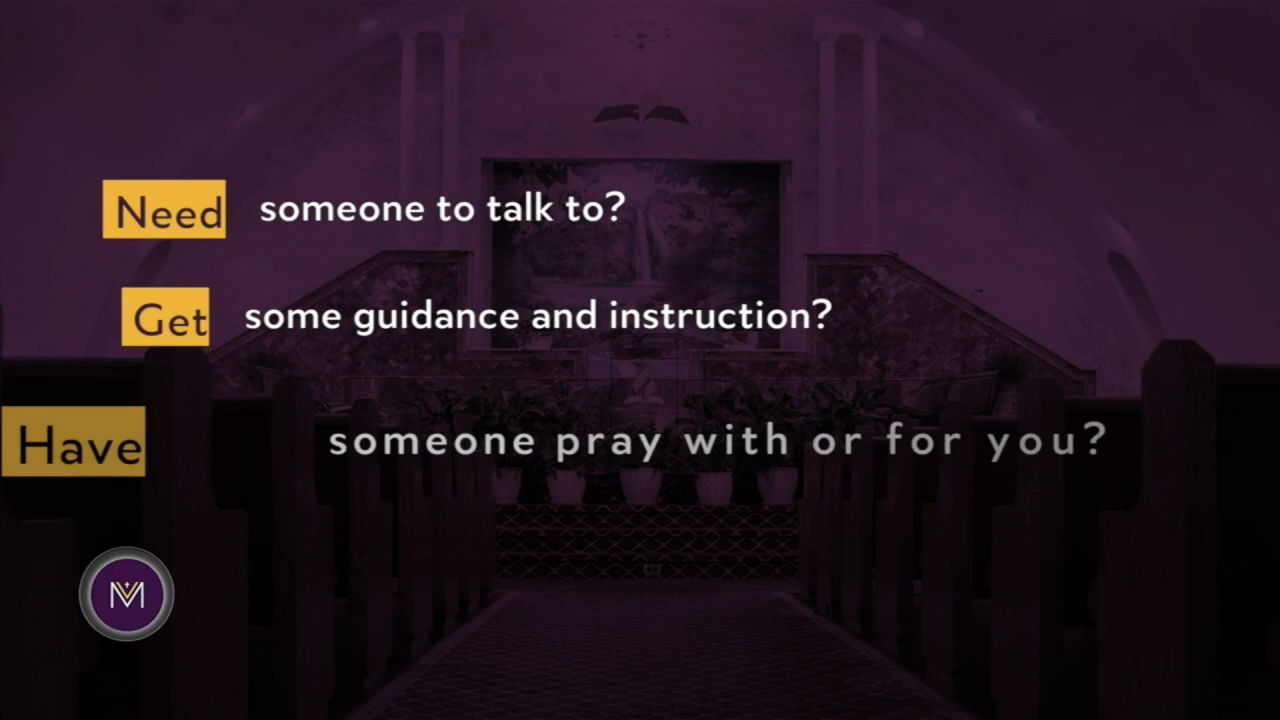 Need someone to talk to?
Get some guidance and instruction?
Have someone pray with or for you?